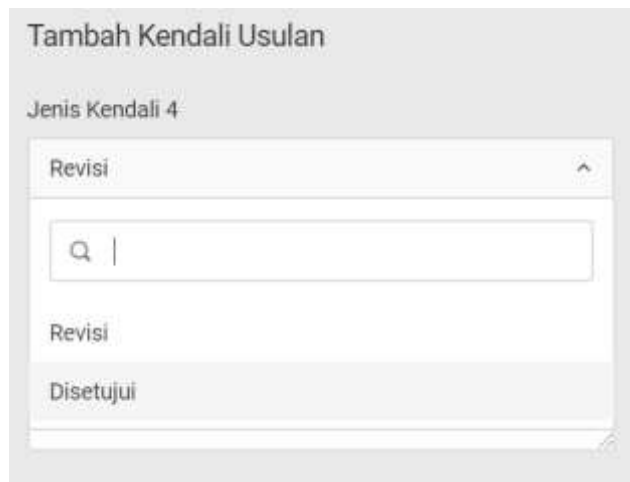 Tambah Kendali Usulan
Jenis Kendali 4
Revisi
Revisi
Disetujui